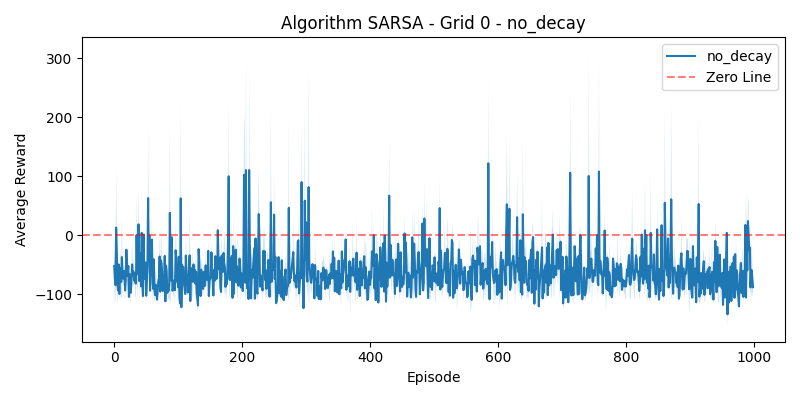 Algorithm SARSA - Grid 0 - no_decay
300
200
100
0
−100
Average Reward
no_decay
Zero Line
0
200
400
600
800
1000
Episode